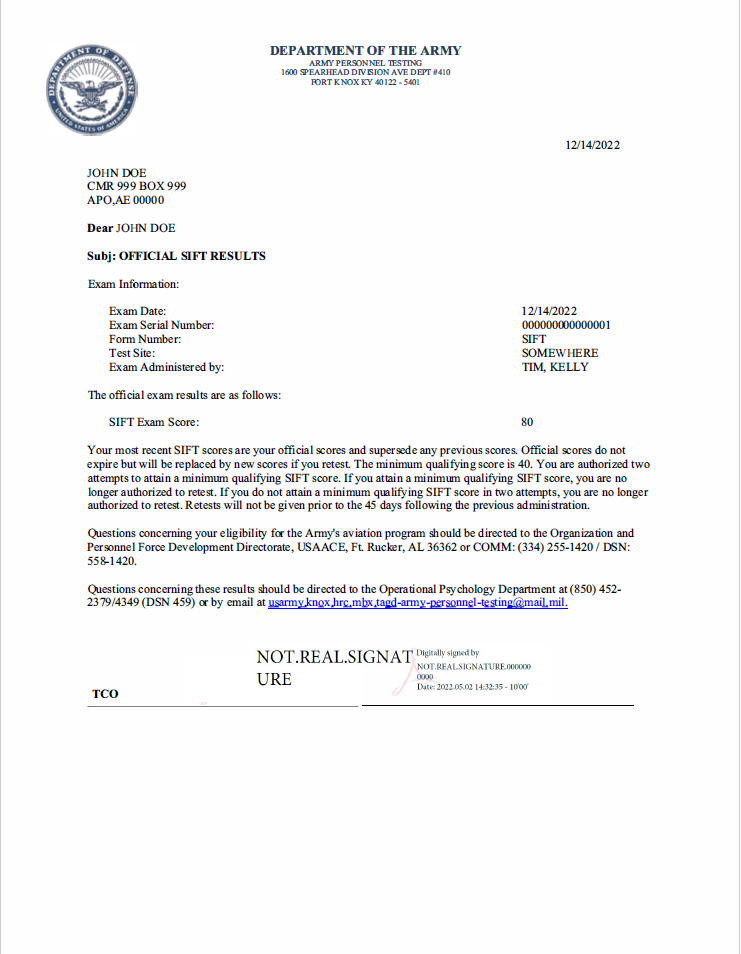 DEPARTMENT OF DEFENSE
UNITED STATES OF AMERICA
DEPARTMENT OF THE ARMY
ARMY PERSONNEL TESTING
1600 SPEARHEAD DIVISION AVE DEPT #410
FORT KNOX KY 40122 - 5401
12/14/2022
JOHN DOE
CMR 999 BOX 999
APO,AE 00000
Dear JOHN DOE
Subj: OFFICIAL SIFT RESULTS
Exam Information:
Exam Date: 12/14/2022
Exam Serial Number: 000000000000001
Form Number: SIFT
Test Site: SOMEWHERE
Exam Administered by: TIM, KELLY
The official exam results are as follows:
SIFT Exam Score: 80
Your most recent SIFT scores are your official scores and supersede any previous scores. Official scores do not
expire but will be replaced by new scores if you retest. The minimum qualifying score is 40. You are authorized two
attempts to attain a minimum qualifying SIFT score. If you attain a minimum qualifying SIFT score, you are no
longer authorized to retest. If you do not attain a minimum qualifying SIFT score in two attempts, you are no longer
authorized to retest. Retests will not be given prior to the 45 days following the previous administration.
Questions concerning your eligibility for the Army's aviation program should be directed to the Organization and
Personnel Force Development Directorate, USAACE, Ft. Rucker, AL 36362 or COMM: (334) 255-1420 / DSN:
558-1420.
Questions concerning these results should be directed to the Operational Psychology Department at (850) 452-
2379/4349 (DSN 459) or by email at usarmy.knox.hrc.mbx.tagd-army-personnel-testing@mail.mil.
NOT.REAL.SIGNAT
URE
Digitally signed by
NOT.REAL.SIGNATURE.000000
0000
Date: 2022.05.02 14:32:35 - 10'00'
TCO